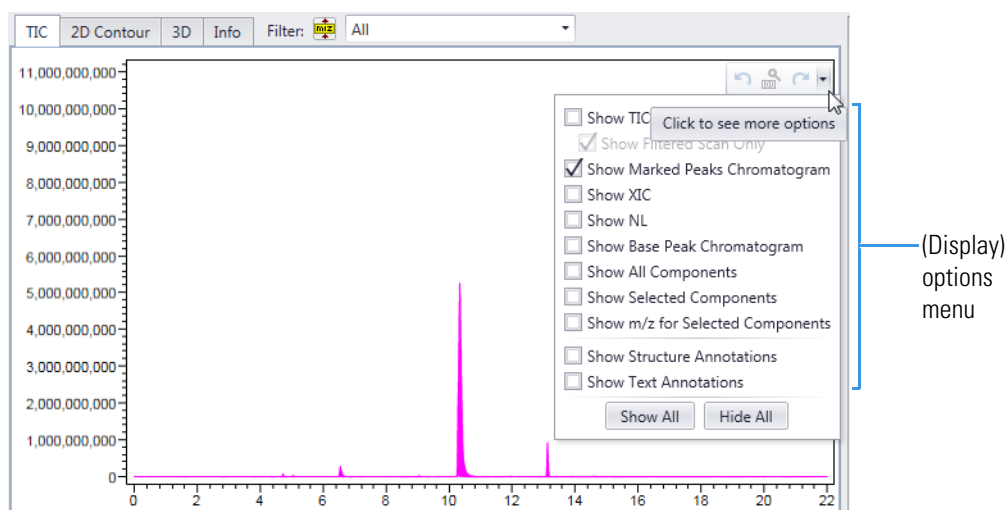 TIC 2D Contour 3D Info Filter: m/z All
11,000,000,000
10,000,000,000
9,000,000,000
8,000,000,000
7,000,000,000
6,000,000,000
5,000,000,000
4,000,000,000
3,000,000,000
2,000,000,000
1,000,000,000
0
0 2 4 6 8 10 12 14 16 18 20 22
Show TIC
Click to see more options
Show Filtered Scan Only
Show Marked Peaks Chromatogram
Show XIC
Show NL
Show Base Peak Chromatogram
Show All Components
Show Selected Components
Show m/z for Selected Components
Show Structure Annotations
Show Text Annotations
Show All Hide All
(Display)
options
menu